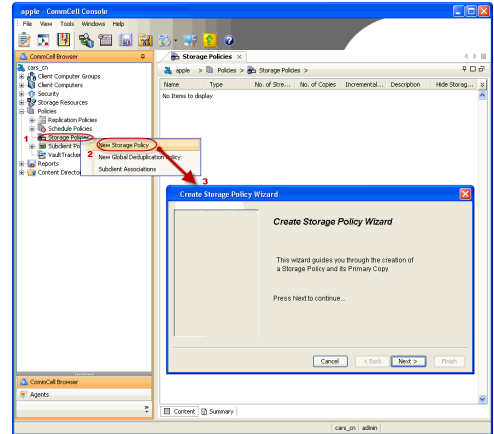 apple - CommCell Console
File View Tools Windows Help
CommCell Browser
Storage Policies
cars_cn
apple > Storage Policies >
Client Computer Groups
Client Computers
Security
Storage Resources
Policies
Replication Policies
Schedule Policies
1 Storage Policies
Subclient Po
VaultTracker
Reports
Content Director
Name Type No. of Stre... No. of Copies Incremental... Description Hide Storag...
No Items to display
New Storage Policy
2 New Global Deduplication Policy
Subclient Associations
3
Create Storage Policy Wizard
Create Storage Policy Wizard
This wizard guides you through the creation of
a Storage Policy and its Primary Copy.
Press Next to continue...
Cancel < Back Next > Finish
CommCell Browser
Agents
Content Summary
cars_cn admin